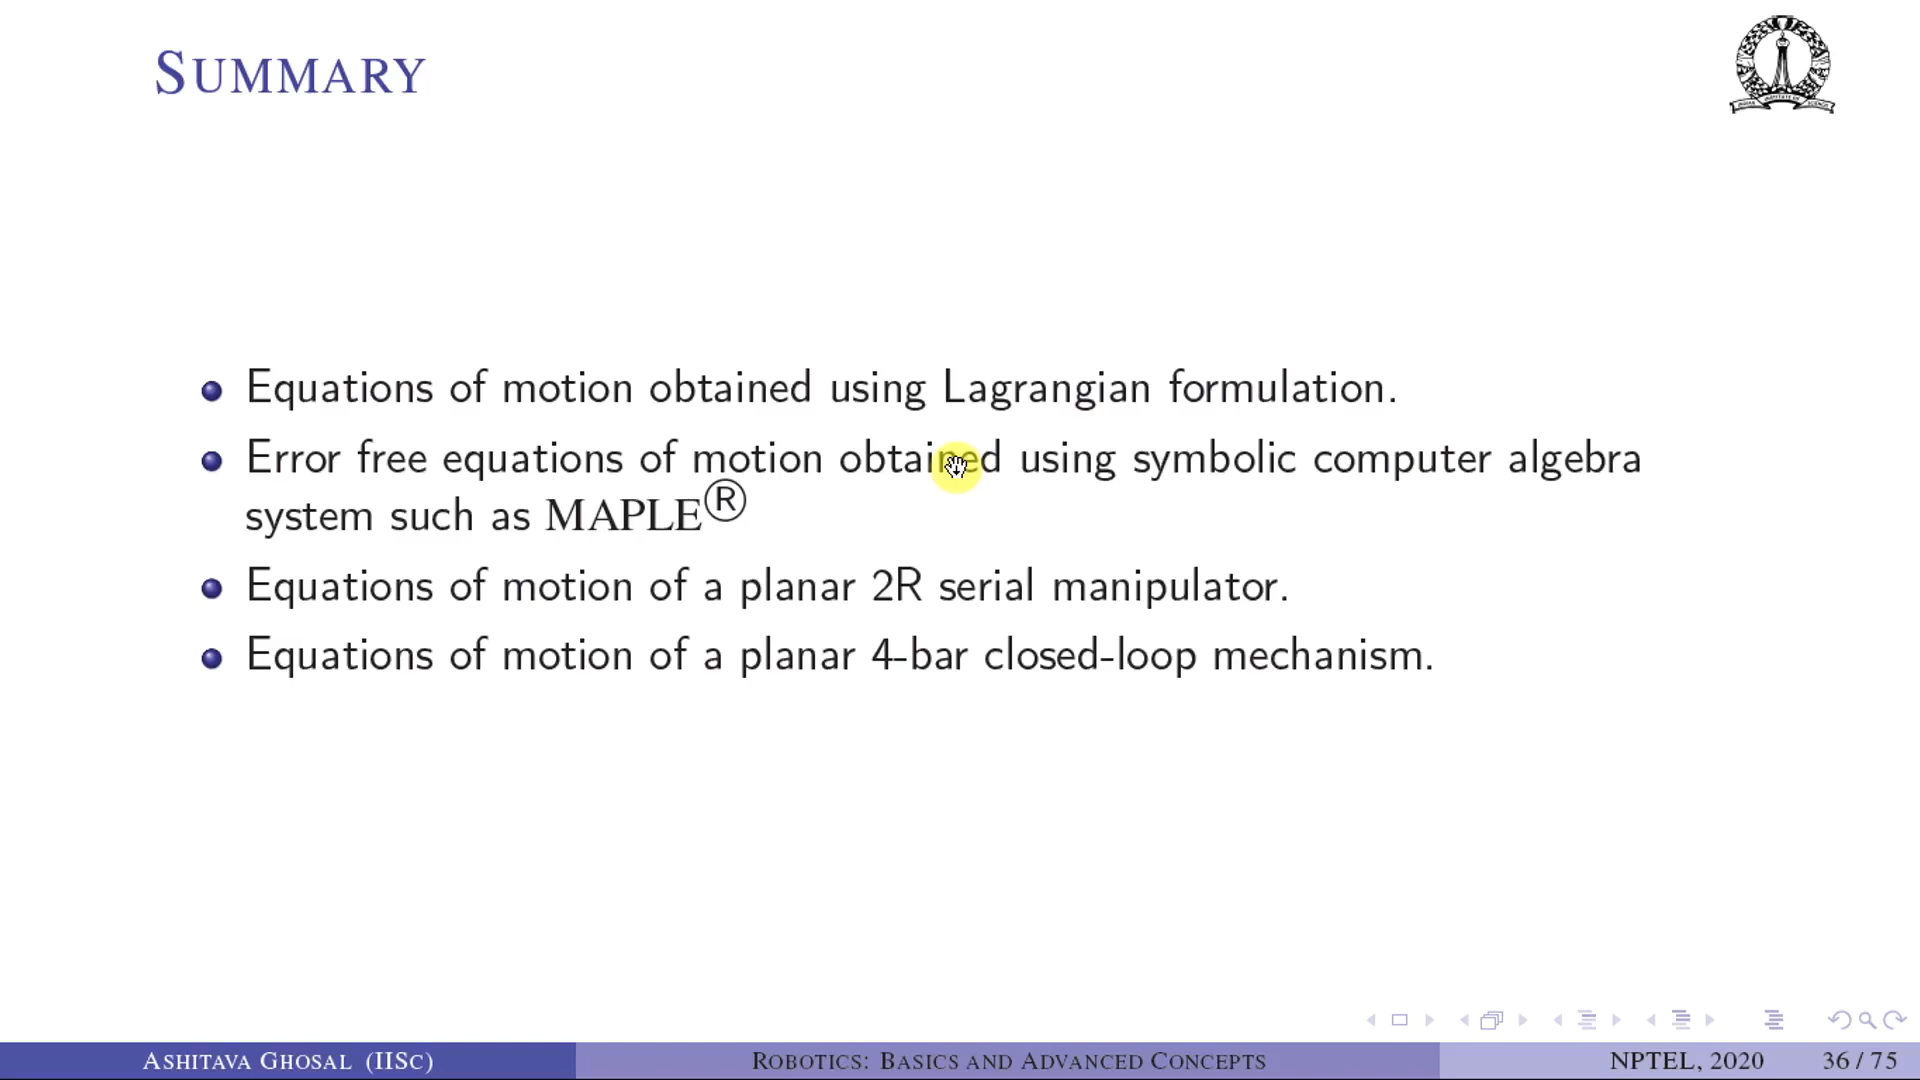 SUMMARY
Equations of motion obtained using Lagrangian formulation.
Error free equations of motion obtained using symbolic computer algebra
system such as MAPLE®
Equations of motion of a planar 2R serial manipulator.
Equations of motion of a planar 4-bar closed-loop mechanism.
ASHITAVA GHOSAL (IISC) ROBOTICS: BASICS AND ADVANCED CONCEPTS NPTEL, 2020 36 / 75